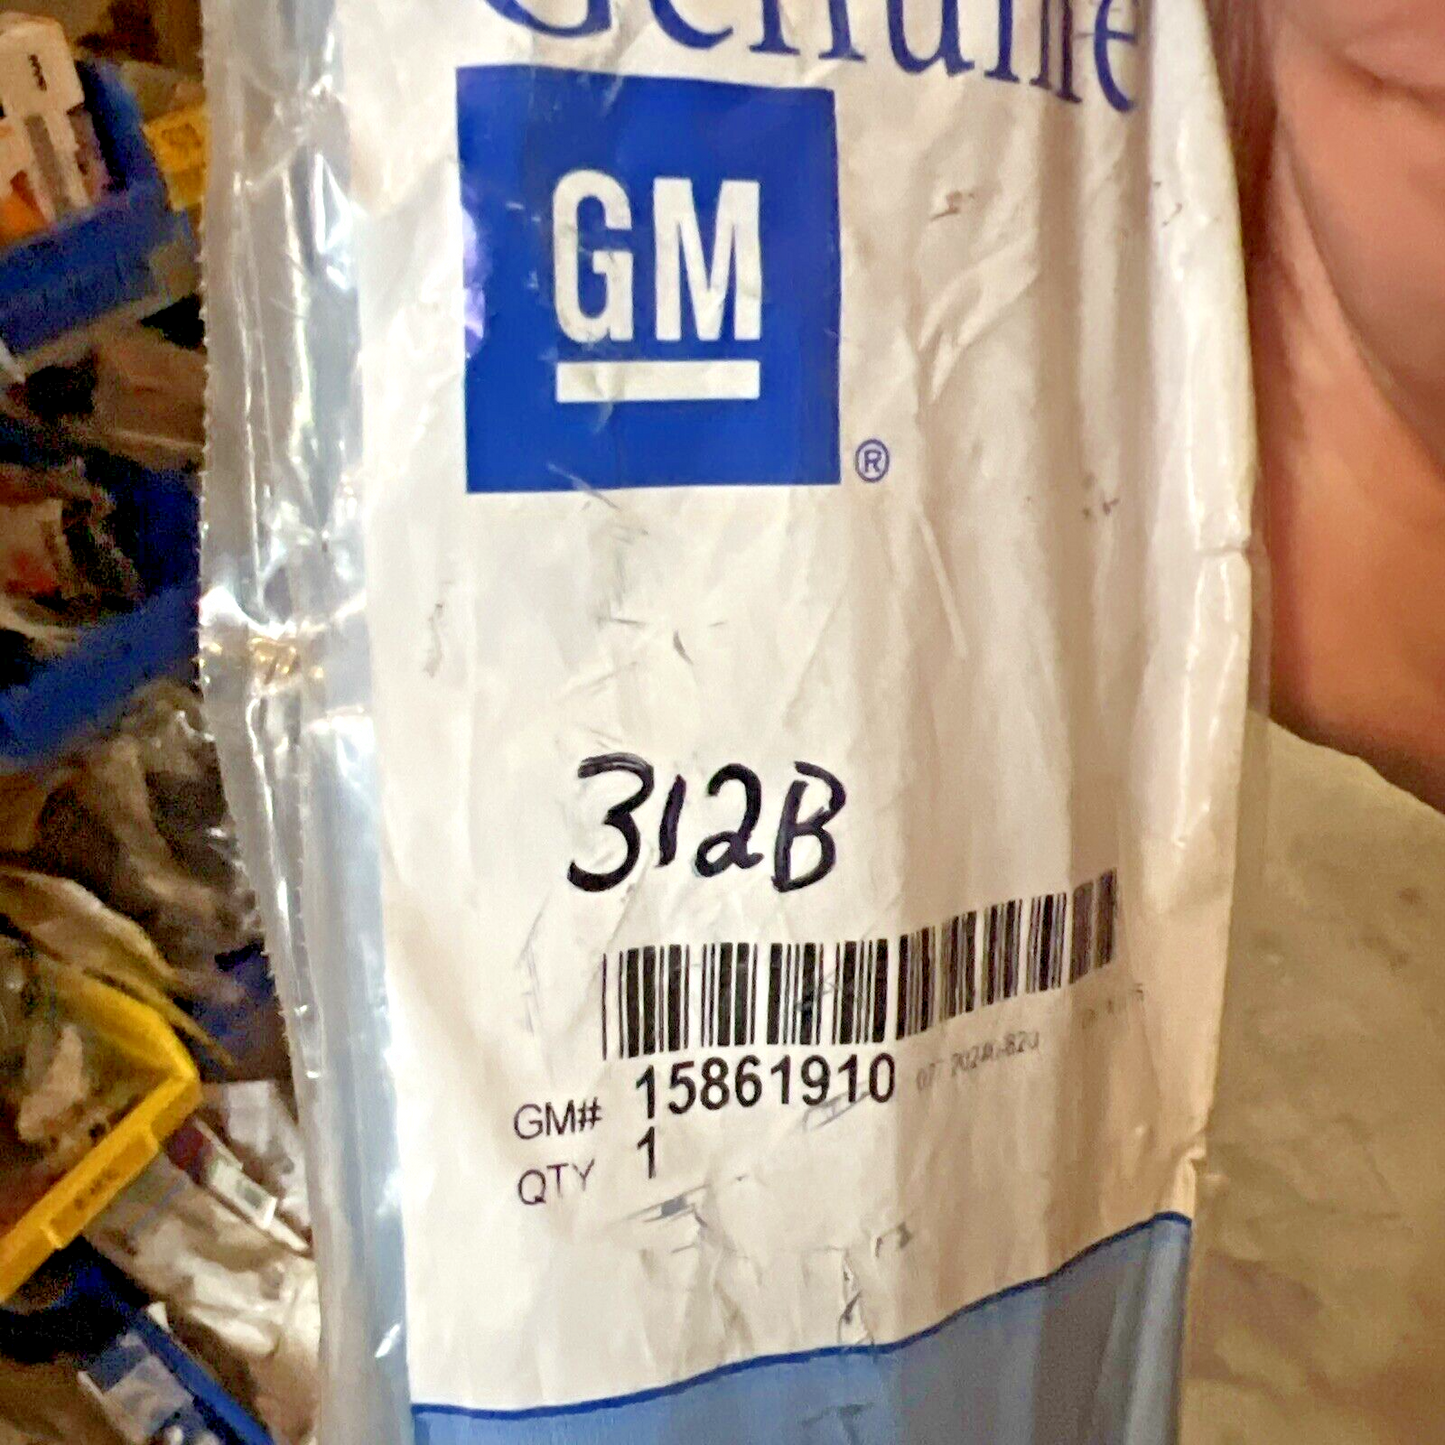 Genuine
GM
®
312B
GM# 15861910
QTY 1